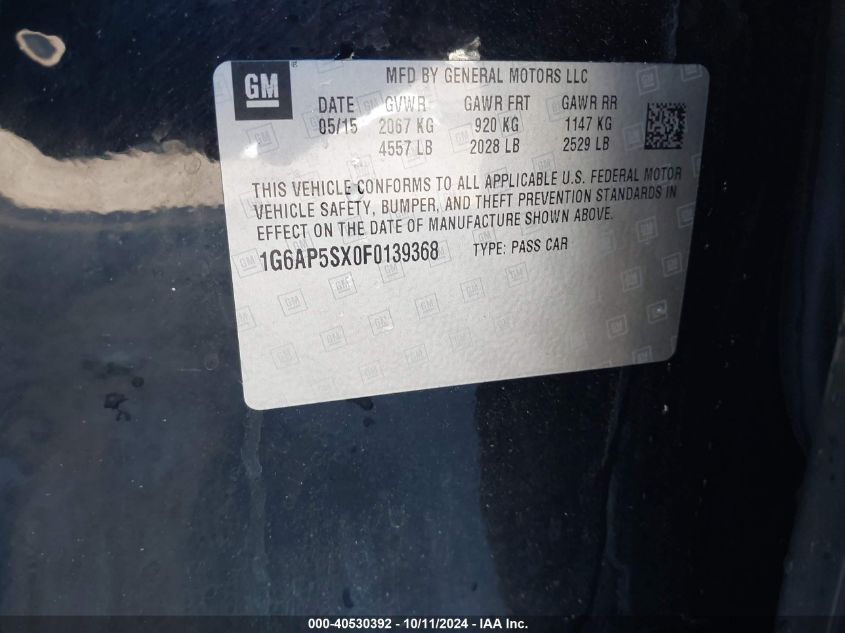 GM
MFD BY GENERAL MOTORS LLC
DATE GVWR GAWR FRT GAWR RR
05/15 2067 KG 920 KG 1147 KG
4557 LB 2028 LB 2529 LB
THIS VEHICLE CONFORMS TO ALL APPLICABLE U.S. FEDERAL MOTOR
VEHICLE SAFETY, BUMPER, AND THEFT PREVENTION STANDARDS IN
EFFECT ON THE DATE OF MANUFACTURE SHOWN ABOVE.
1G6AP5SX0F0139368 TYPE: PASS CAR
000-40530392 - 10/11/2024 - IAA Inc.